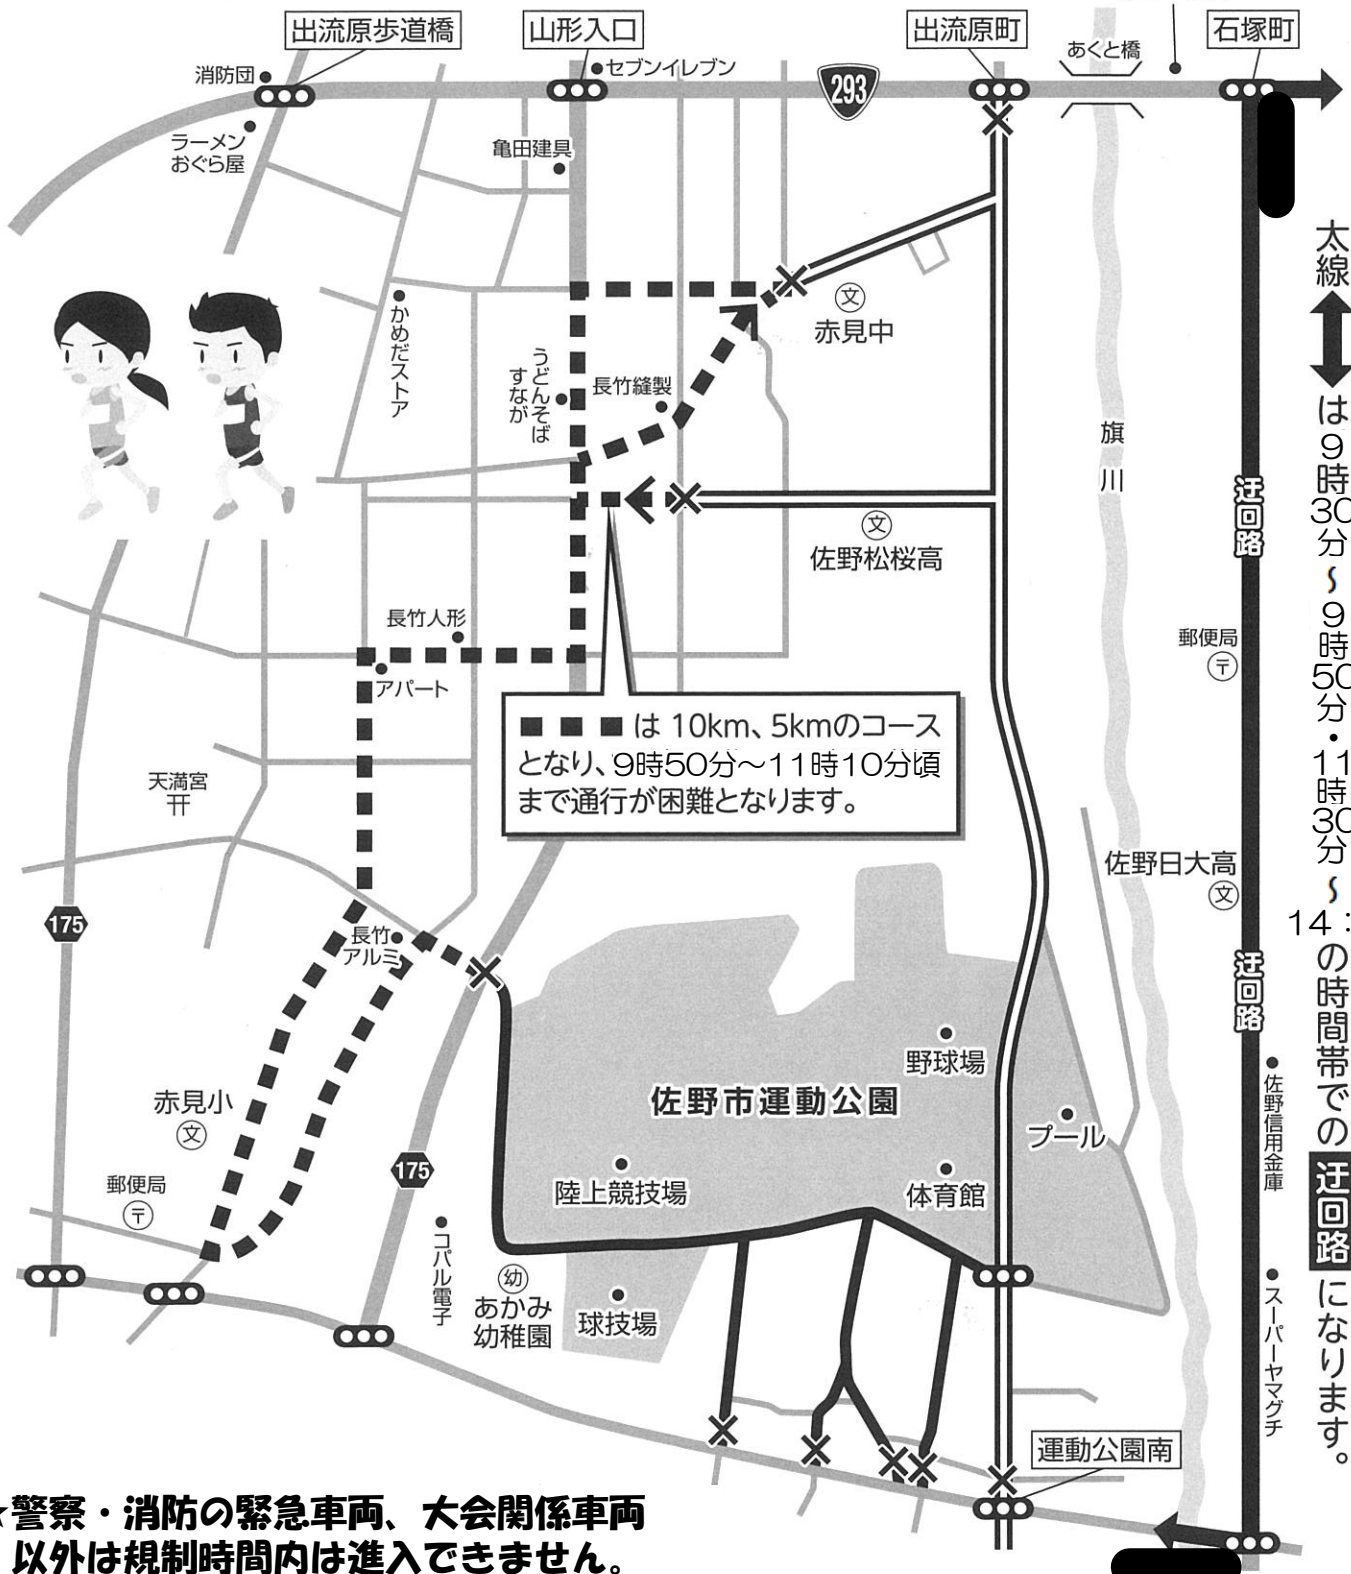 出流原歩道橋
山形入口
出流原町
石塚町
あくと橋
消防団
セブンイレブン
293
ラーメン
おぐら屋
亀田建具
かめだストア
赤見中
文
うどんそば
すなが
長竹縫製
旗川
文
佐野松桜高
迂回路
長竹人形
アパート
郵便局
〒
■ ■ ■ は 10km、5kmのコース
となり、9時50分～11時10分頃
まで通行が困難となります。
天満宮
175
長竹
アルミ
佐野日大高
文
迂回路
野球場
佐野市運動公園
プール
陸上競技場
体育館
赤見小
文
175
郵便局
〒
コパル電子
幼
あかみ
幼稚園
球技場
佐野信用金庫
スーパーヤマグチ
運動公園南
太線↕は9時30分～9時50分・11時30分～14：の時間帯での迂回路になります。
警察・消防の緊急車両、大会関係車両
以外は規制時間内は進入できません。